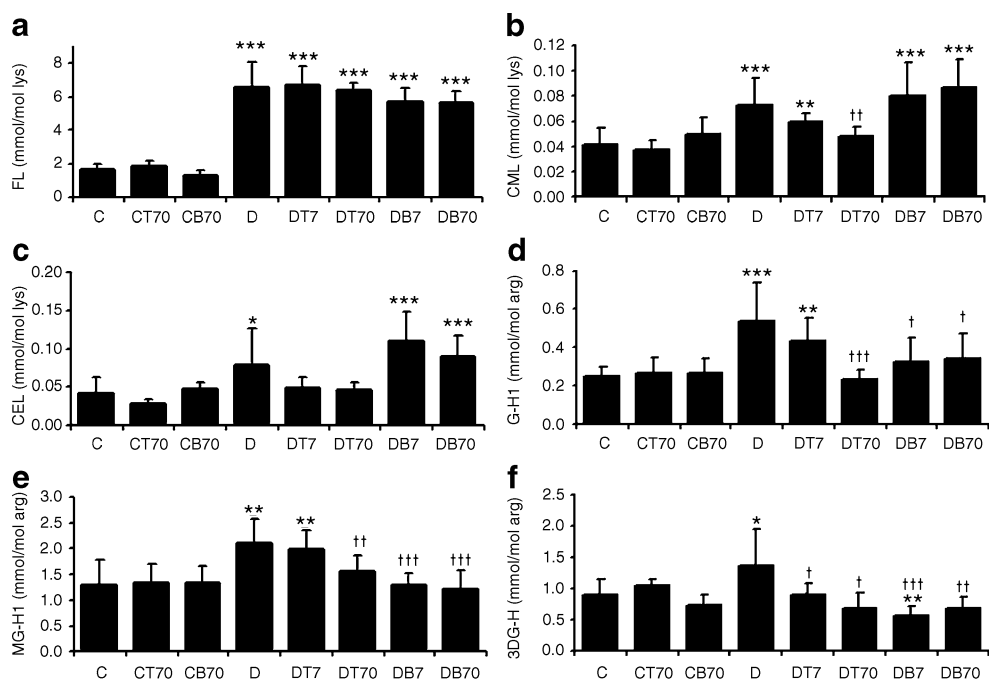 a
FL (mmol/mol lys)
8
6
4
2
0
*** *** *** *** ***
C CT70 CB70 D DT7 DT70 DB7 DB70
b
CML (mmol/mol lys)
0.12
0.10
0.08
0.06
0.04
0.02
0.00
*** ** †† *** ***
C CT70 CB70 D DT7 DT70 DB7 DB70
c
CEL (mmol/mol lys)
0.20
0.15
0.10
0.05
0.00
* *** ***
C CT70 CB70 D DT7 DT70 DB7 DB70
d
G-H1 (mmol/mol arg)
0.8
0.6
0.4
0.2
0.0
*** ** ††† † †
C CT70 CB70 D DT7 DT70 DB7 DB70
e
MG-H1 (mmol/mol arg)
3.0
2.5
2.0
1.5
1.0
0.5
0.0
** ** †† ††† †††
C CT70 CB70 D DT7 DT70 DB7 DB70
f
3DG-H (mmol/mol arg)
2.5
2.0
1.5
1.0
0.5
0.0
* † † ††† ††
**
C CT70 CB70 D DT7 DT70 DB7 DB70